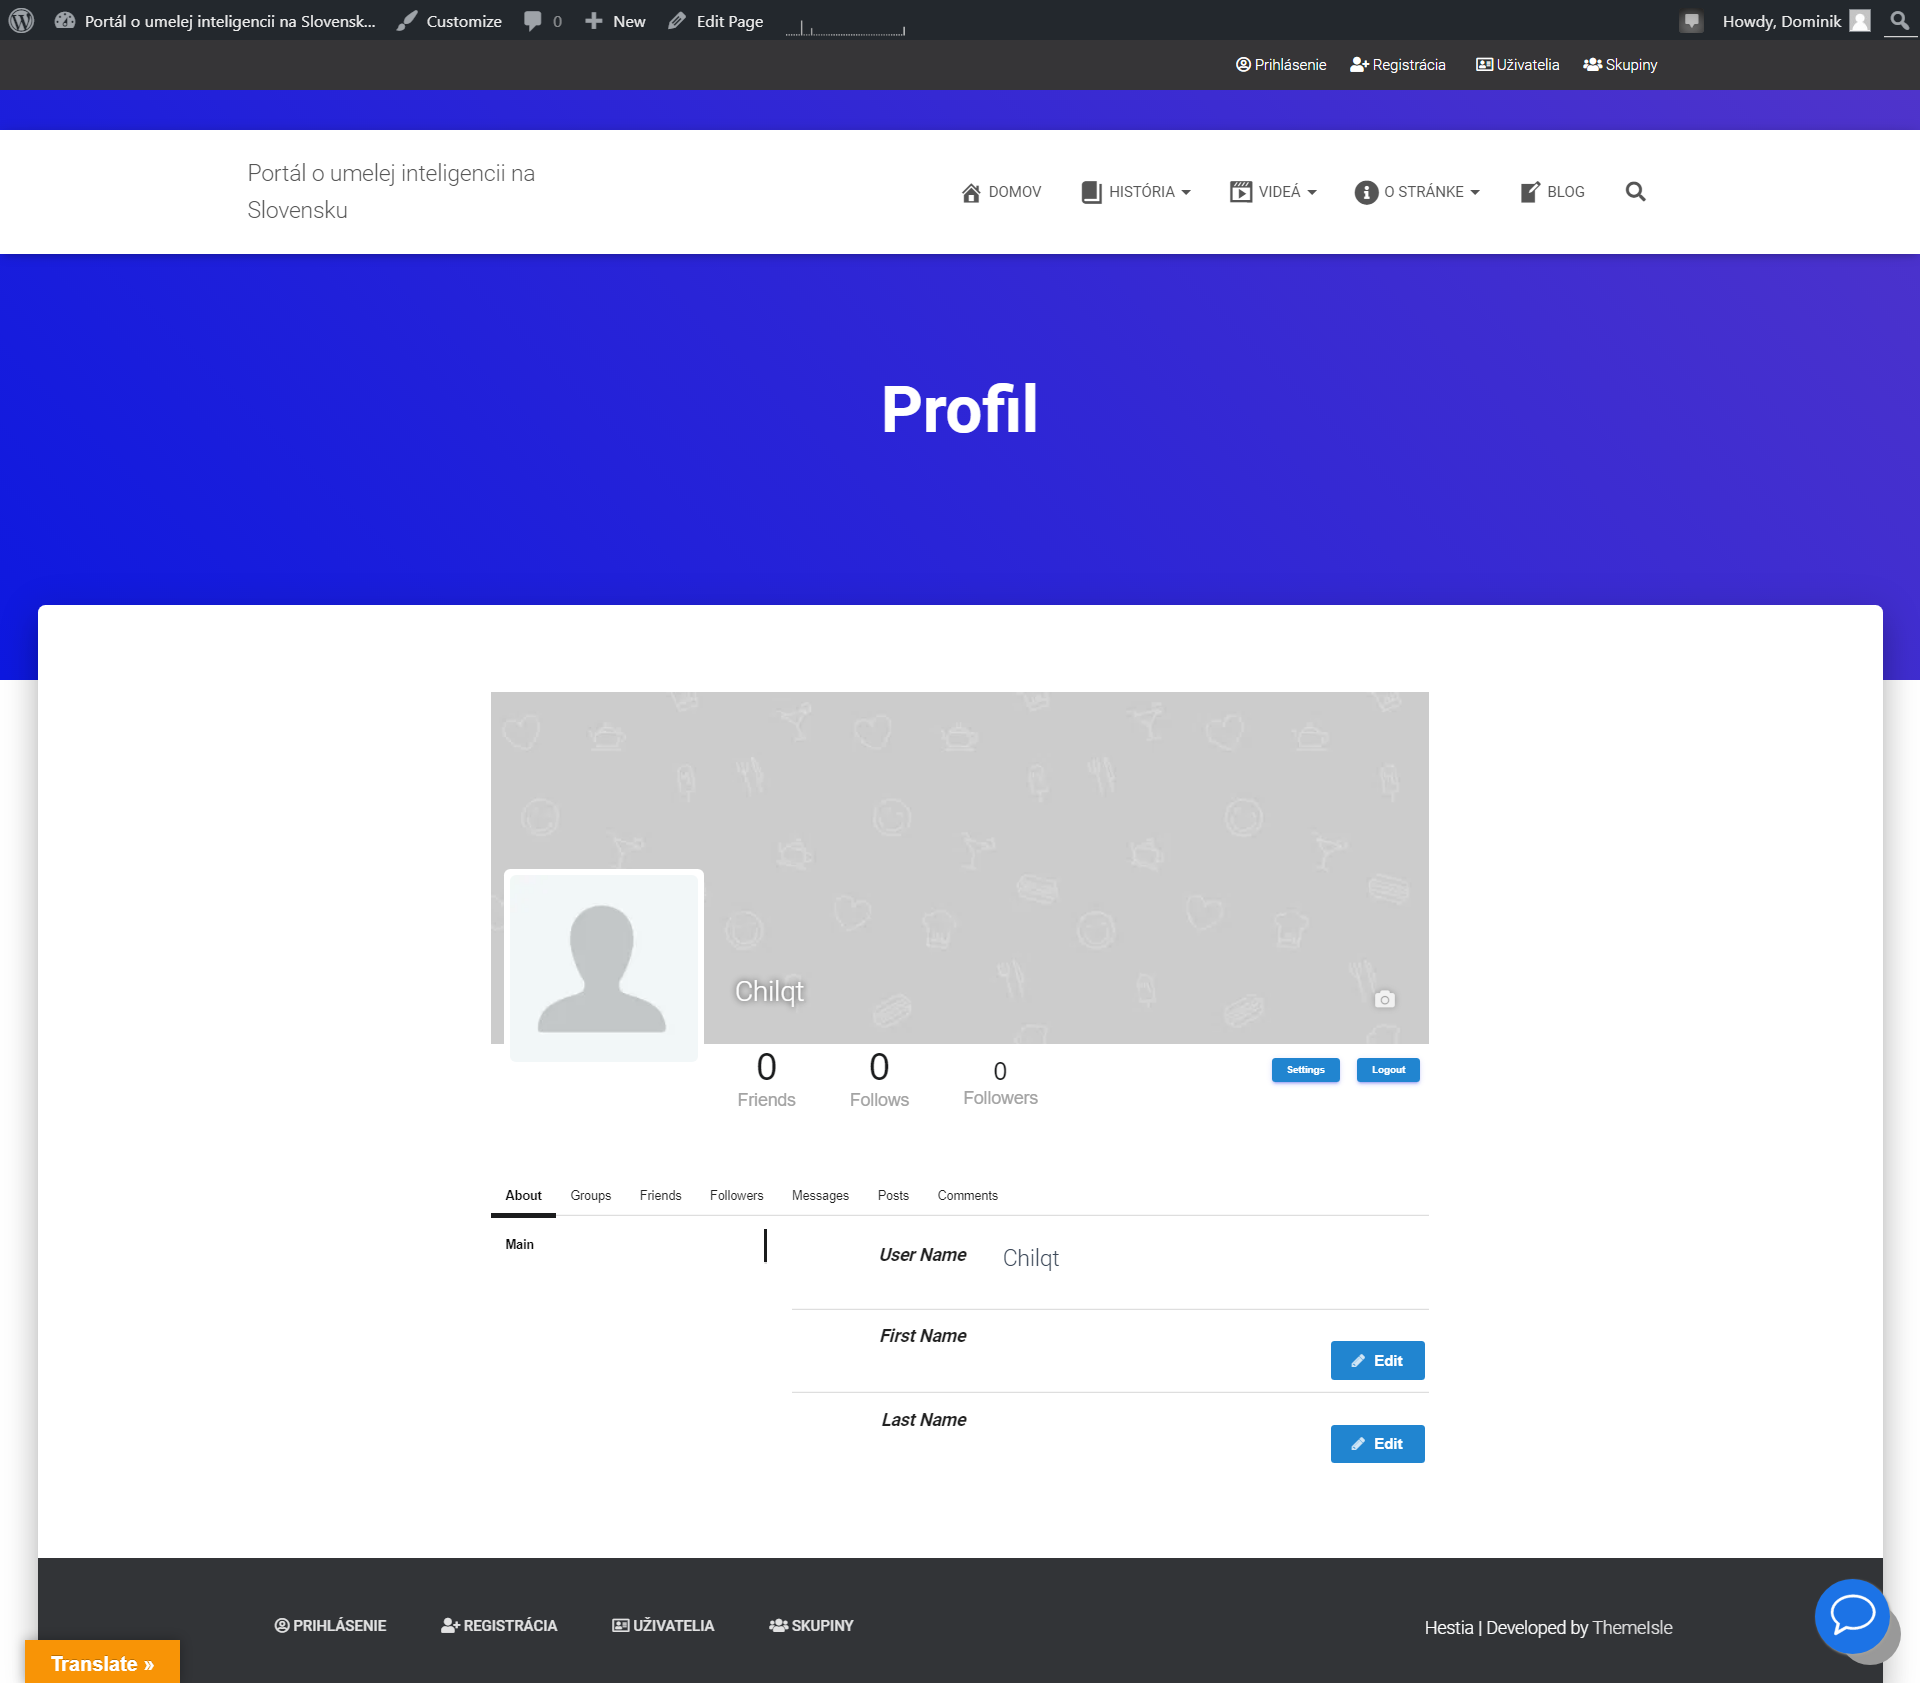 Portál o umelej inteligencii na Slovensk... Customize 0 New Edit Page Howdy, Dominik
Prihlásenie Registrácia Uživatelia Skupiny
Portál o umelej inteligencii na
Slovensku
DOMOV HISTÓRIA VIDEÁ O STRÁNKE BLOG
Profil
Chilqt
0 0 0
Friends Follows Followers
Settings Logout
About Groups Friends Followers Messages Posts Comments
Main
User Name Chilqt
First Name
Edit
Last Name
Edit
PRIHLÁSENIE REGISTRÁCIA UŽIVATELIA SKUPINY
Hestia | Developed by ThemeIsle
Translate »